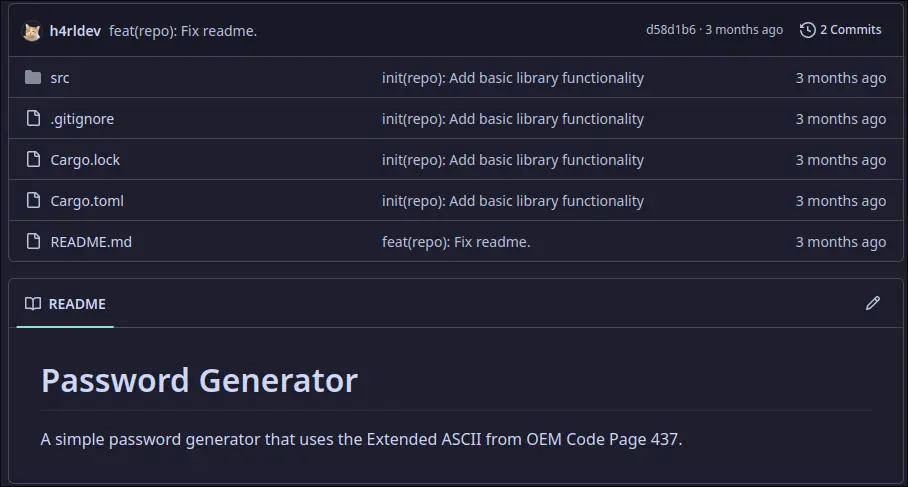 h4rldev feat(repo): Fix readme. d58d1b6 · 3 months ago 2 Commits
src init(repo): Add basic library functionality 3 months ago
.gitignore init(repo): Add basic library functionality 3 months ago
Cargo.lock init(repo): Add basic library functionality 3 months ago
Cargo.toml init(repo): Add basic library functionality 3 months ago
README.md feat(repo): Fix readme. 3 months ago
README
Password Generator
A simple password generator that uses the Extended ASCII from OEM Code Page 437.